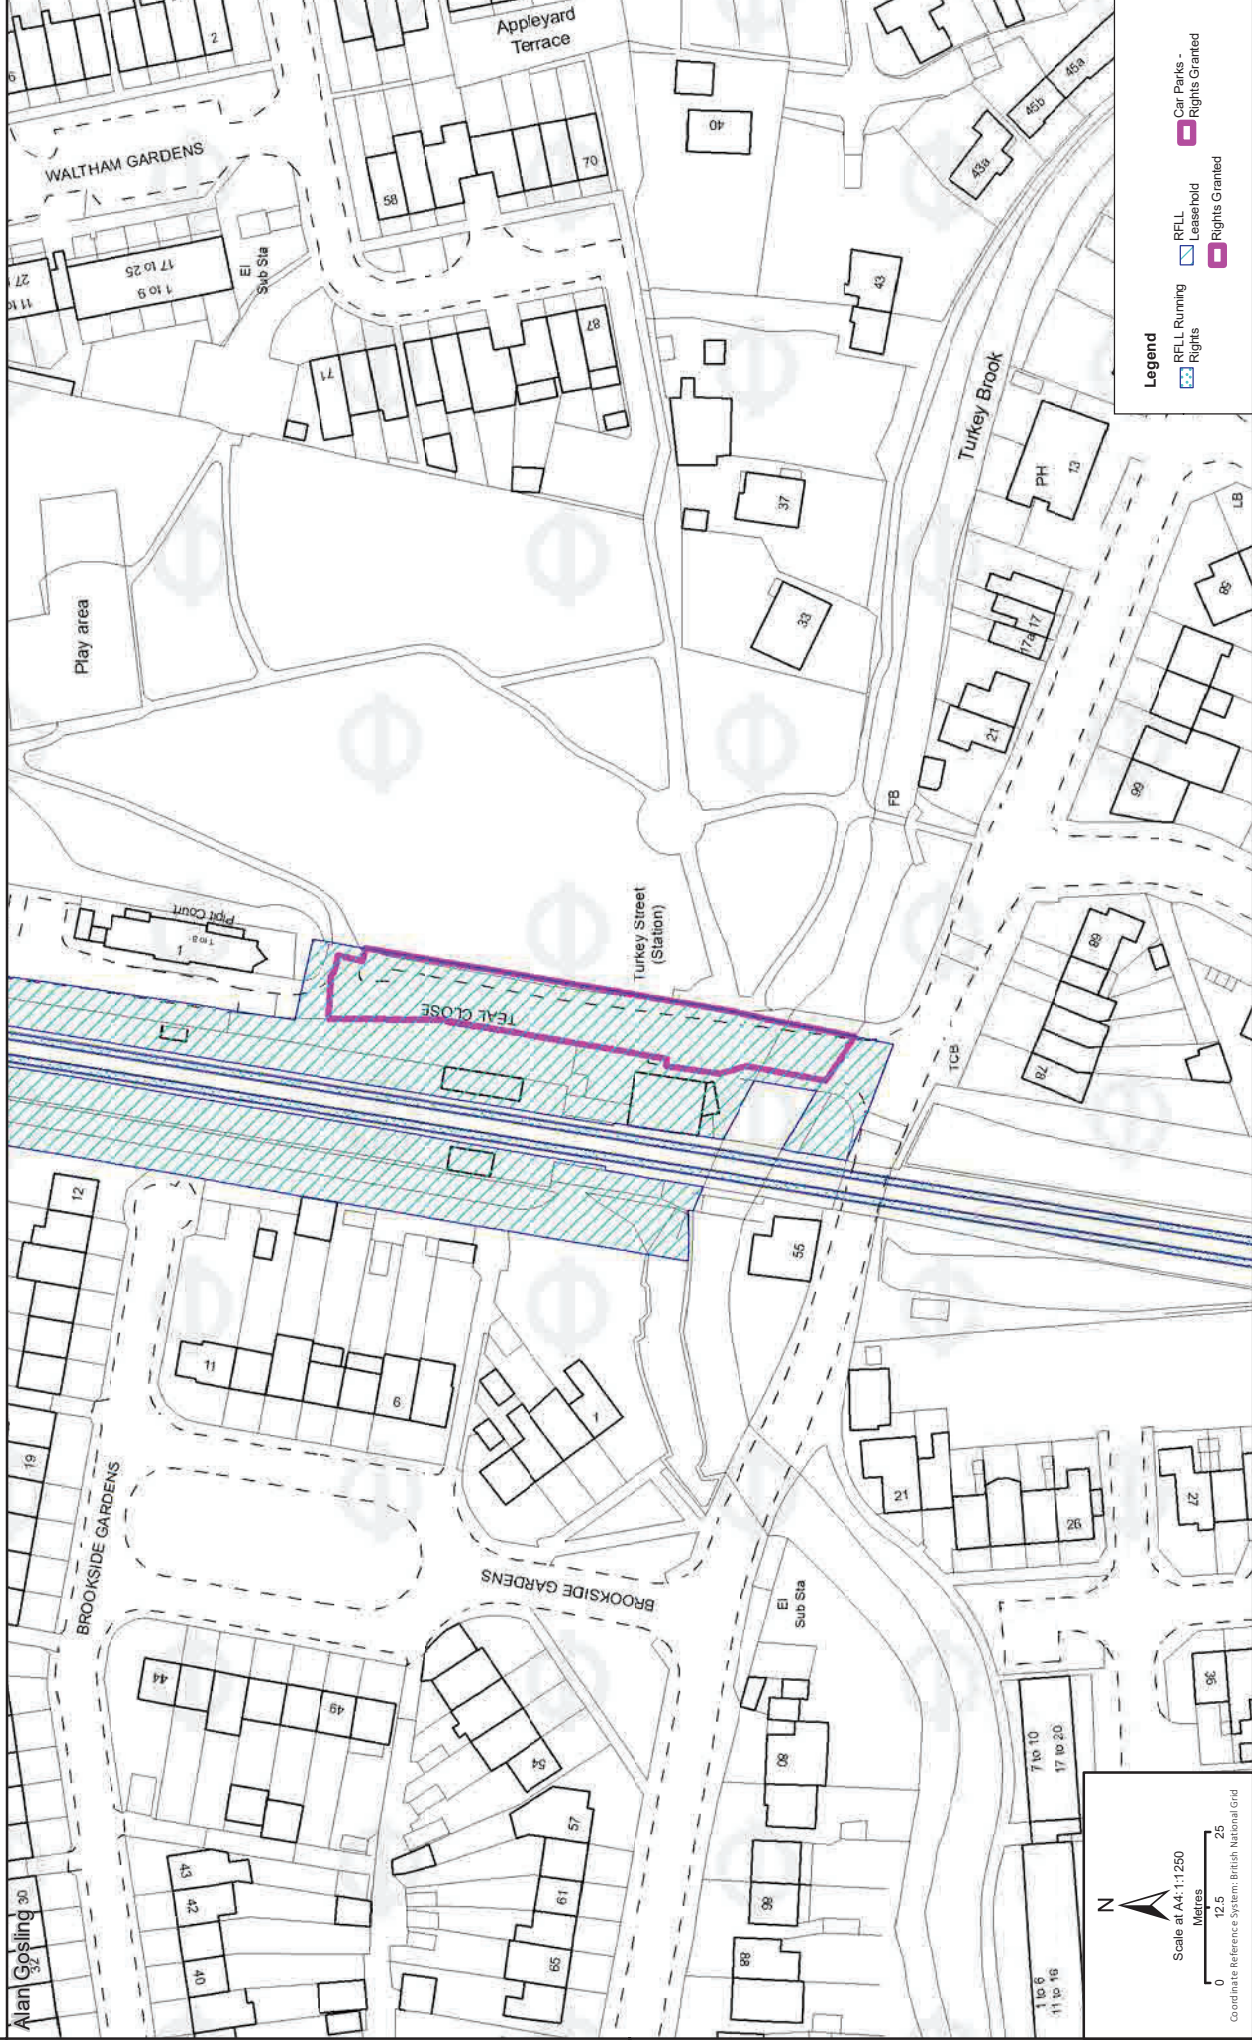 Alan Gosling
32
30
19
12
BROOKSIDE GARDENS
44
49
43
42
40
54
57
61
65
BROOKSIDE GARDENS
11
6
1
55
TEAL CLOSE
Turkey Street
(Station)
Pipit Court
1 to 8
1
Play area
WALTHAM GARDENS
2
6
11 to
27
1 to 9
17 to 25
El
Sub Sta
58
70
71
87
Appleyard
Terrace
40
43
43a
45b
45a
37
33
Turkey Brook
FB
PH
13
17
17a
21
LB
58
66
68
78
TCB
El
Sub Sta
80
88
21
26
27
36
7 to 10
17 to 20
1 to 6
11 to 16
Legend
RFLL Running
Rights
RFLL
Leasehold
Car Parks -
Rights Granted
Rights Granted
N
Scale at A4: 1:1250
Metres
0 12.5 25
Coordinate Reference System: British National Grid